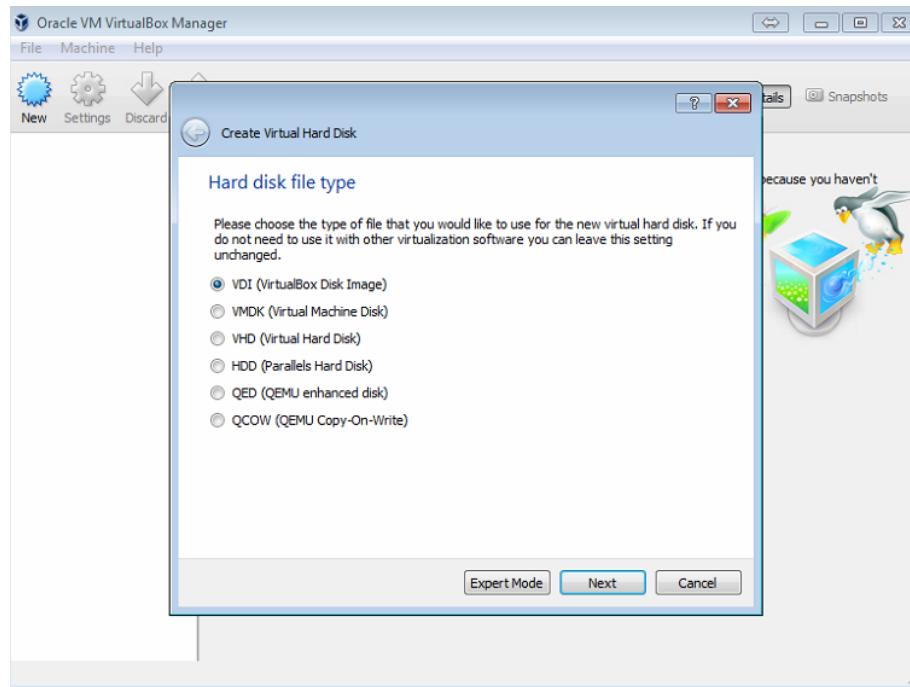 Oracle VM VirtualBox Manager
File Machine Help
New Settings Discard
tails Snapshots
Create Virtual Hard Disk
because you haven't
Hard disk file type
Please choose the type of file that you would like to use for the new virtual hard disk. If you
do not need to use it with other virtualization software you can leave this setting
unchanged.
VDI (VirtualBox Disk Image)
VMDK (Virtual Machine Disk)
VHD (Virtual Hard Disk)
HDD (Parallels Hard Disk)
QED (QEMU enhanced disk)
QCOW (QEMU Copy-On-Write)
Expert Mode Next Cancel